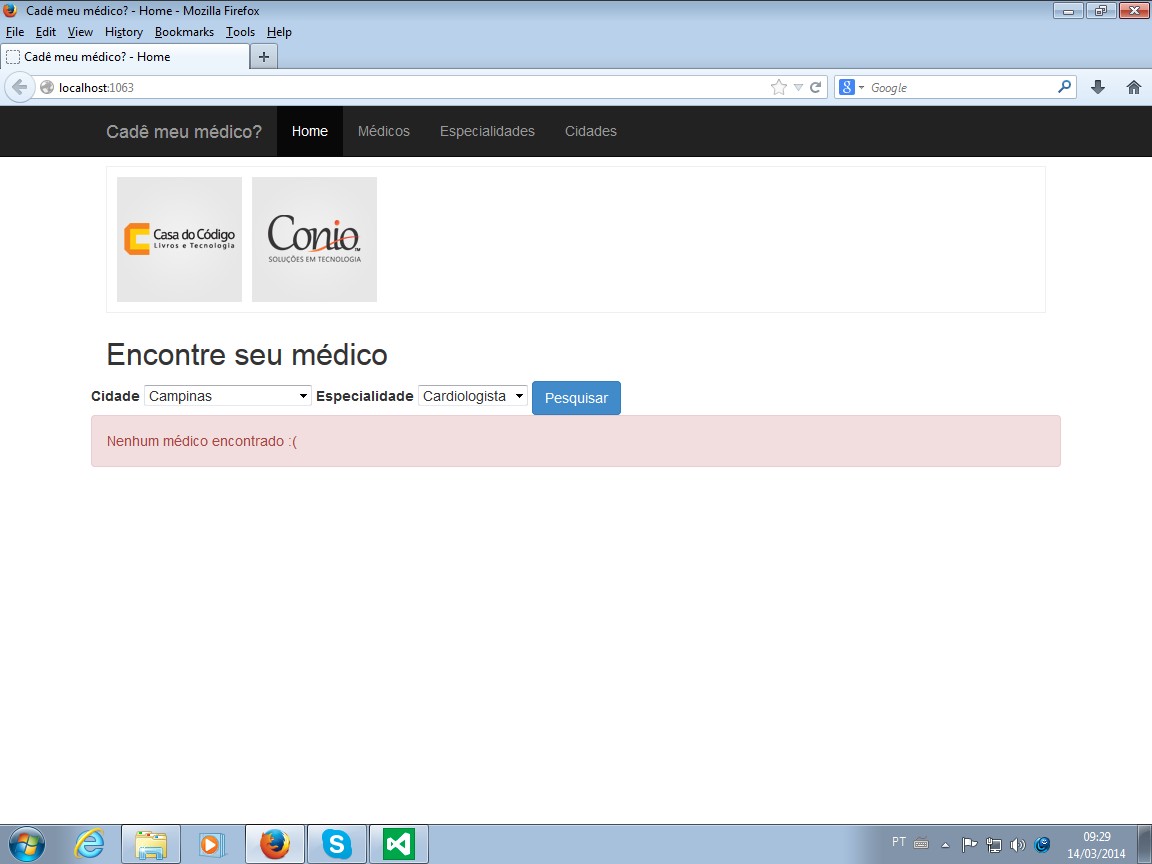 Cadê meu médico? - Home - Mozilla Firefox
File Edit View History Bookmarks Tools Help
Cadê meu médico? - Home +
localhost:1063 8 Google
Cadê meu médico? Home Médicos Especialidades Cidades
Casa do Código
Livros e Tecnologia
Conio™
SOLUÇÕES EM TECNOLOGIA
Encontre seu médico
Cidade Campinas Especialidade Cardiologista Pesquisar
Nenhum médico encontrado :(
PT 09:29
14/03/2014